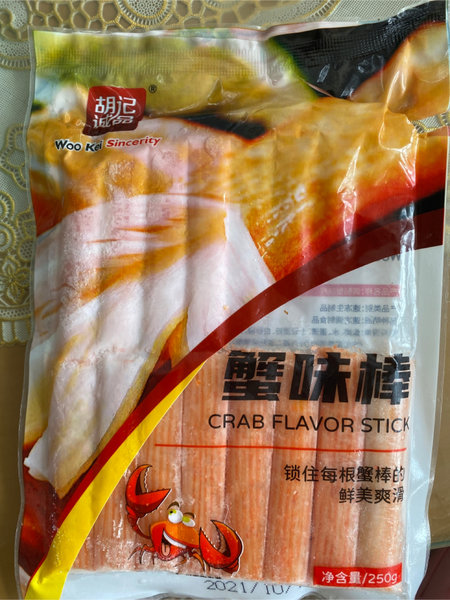 胡记
诚品
®
Woo Kei Sincerity
蟹味棒
CRAB FLAVOR STICK
锁住每根蟹棒的
鲜美爽滑
净含量/250g
2021/10/